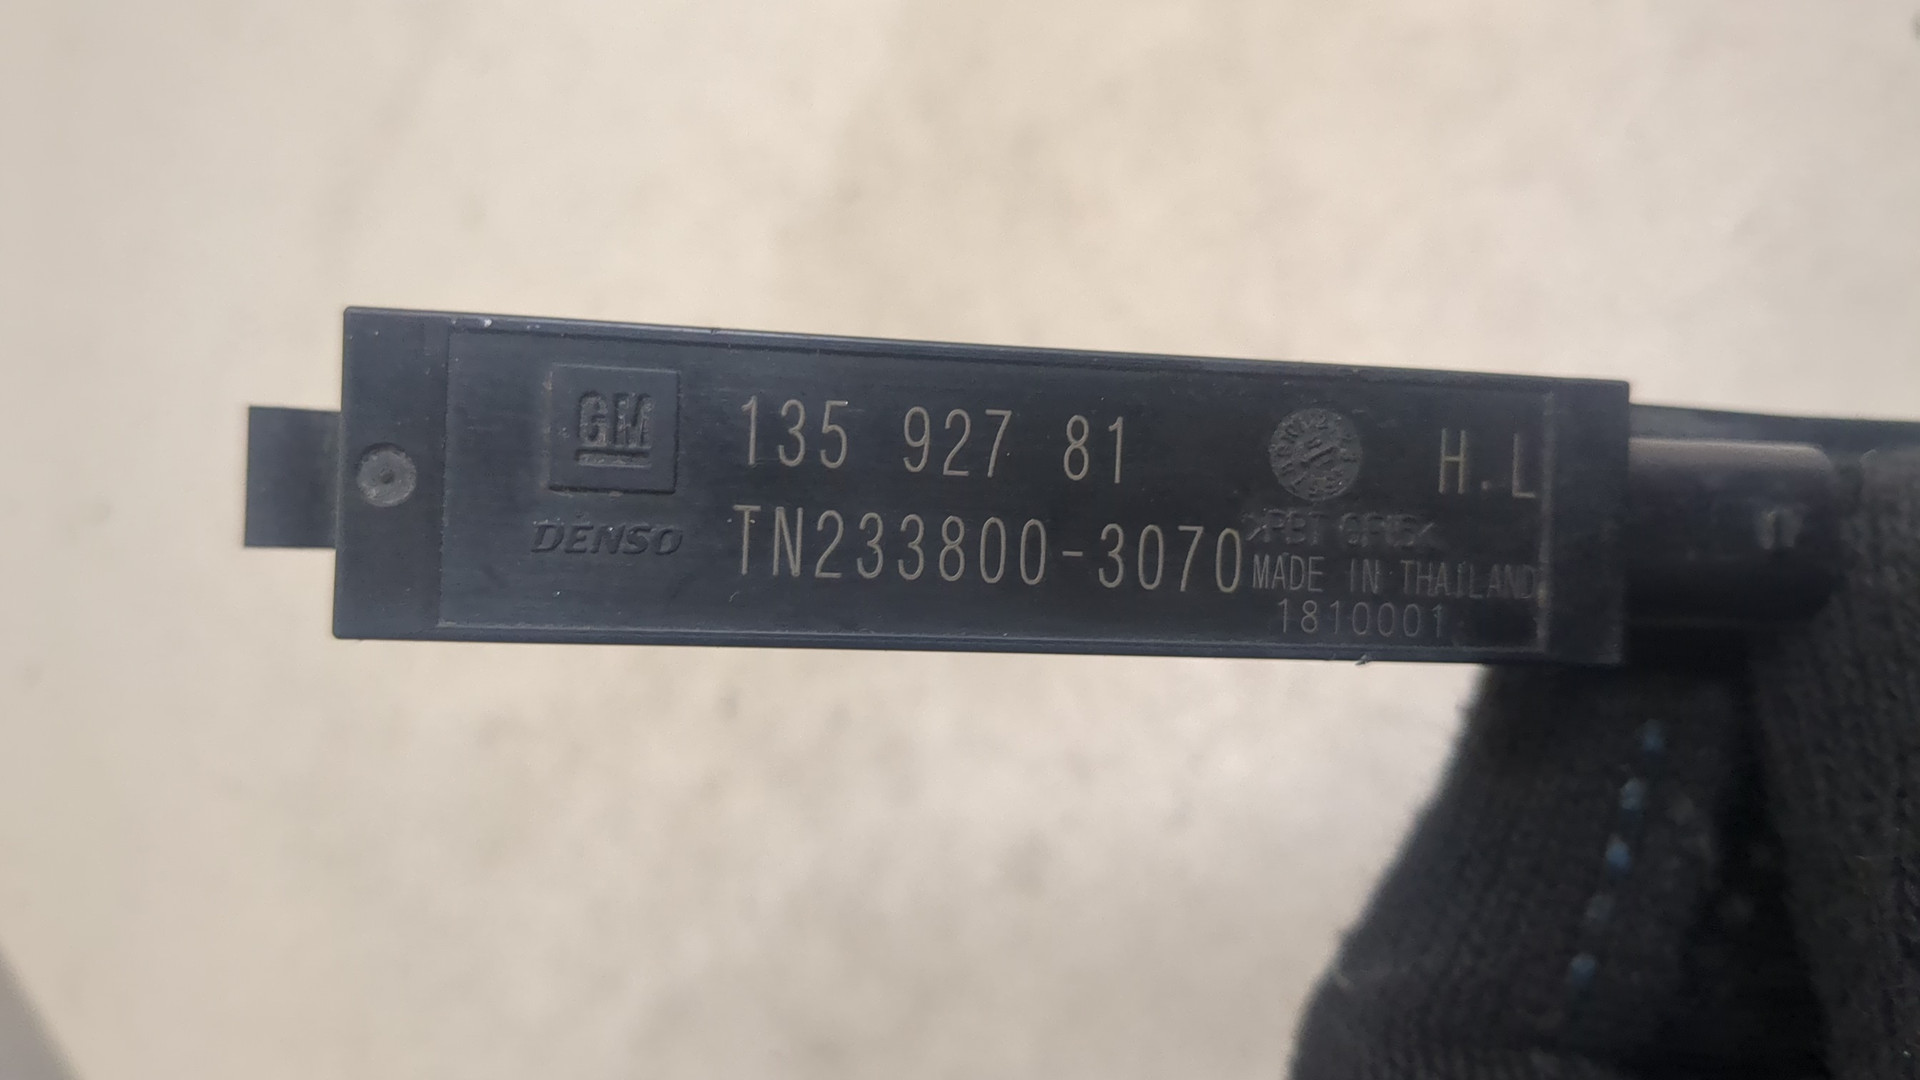 GM
135 927 81
H.L
DENSO
TN233800-3070
MADE IN THAILAND
1810001